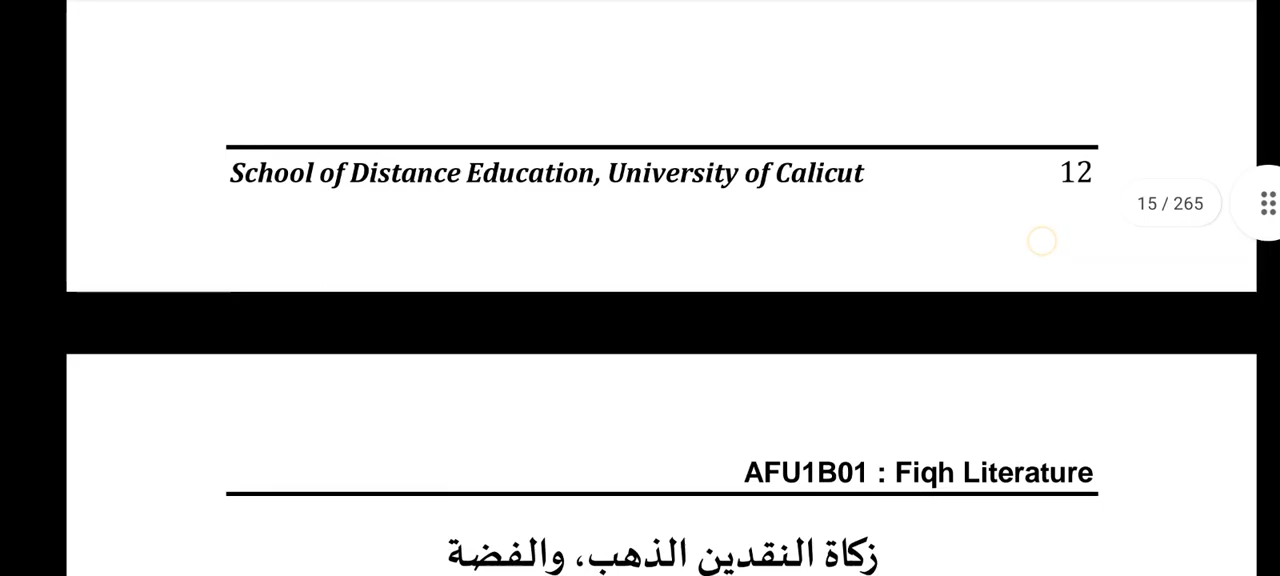 School of Distance Education, University of Calicut 12
15 / 265
AFU1B01 : Fiqh Literature
زكاة النقدين الذهب، والفضة